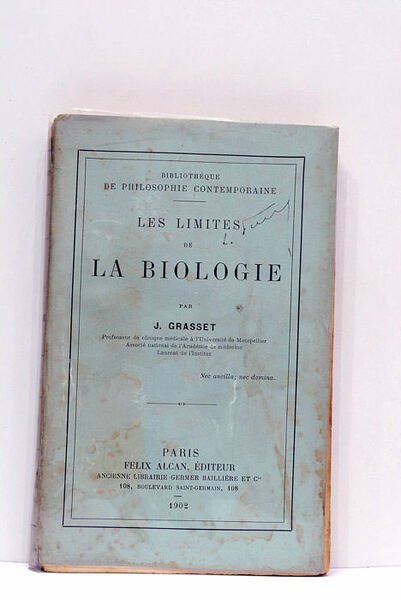 BIBLIOTHÈQUE
DE PHILOSOPHIE CONTEMPORAINE
LES LIMITES
DE
LA BIOLOGIE
PAR
J. GRASSET
Professeur de clinique médicale à l'Université de Montpellier
Associé national de l'Académie de médecine
Lauréat de l'Institut
Nec ancilla; nec domina.
PARIS
FELIX ALCAN, ÉDITEUR
ANCIENNE LIBRAIRIE GERMER BAILLIÈRE ET Cie
108, BOULEVARD SAINT-GERMAIN, 108
1902